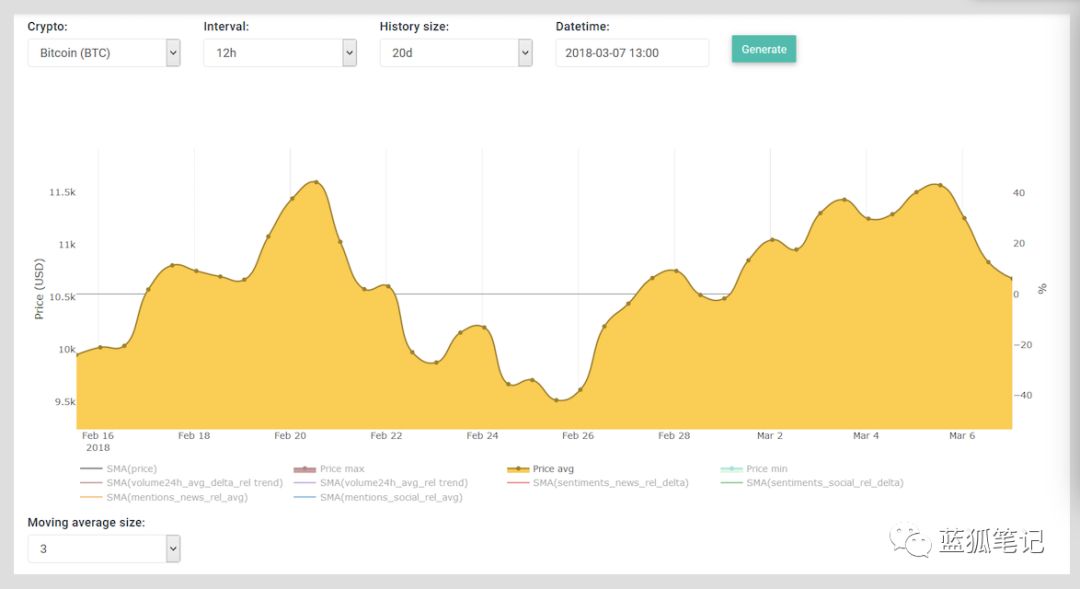 Crypto: Interval: History size: Datetime:
Bitcoin (BTC) 12h 20d 2018-03-07 13:00 Generate
11.5k
11k
10.5k
10k
9.5k
Price (USD)
40
20
0
−20
−40
%
Feb 16 Feb 18 Feb 20 Feb 22 Feb 24 Feb 26 Feb 28 Mar 2 Mar 4 Mar 6
2018
SMA(price) Price max Price avg Price min
SMA(volume24h_avg_delta_rel trend) SMA(volume24h_avg_rel trend) SMA(sentiments_news_rel_delta) SMA(sentiments_social_rel_delta)
SMA(mentions_news_rel_avg) SMA(mentions_social_rel_avg)
Moving average size:
3
蓝狐笔记